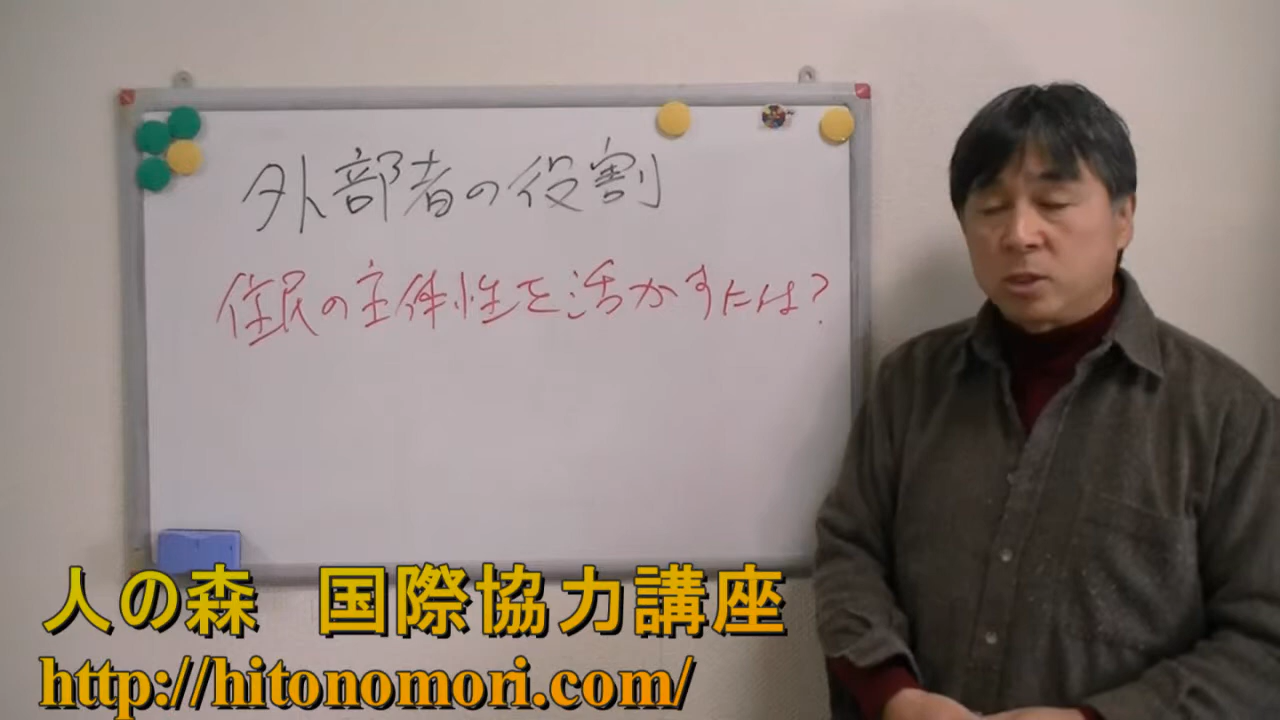 外部者の役割
住民の主体性を活かすには?
人の森 国際協力講座
http://hitonomori.com/